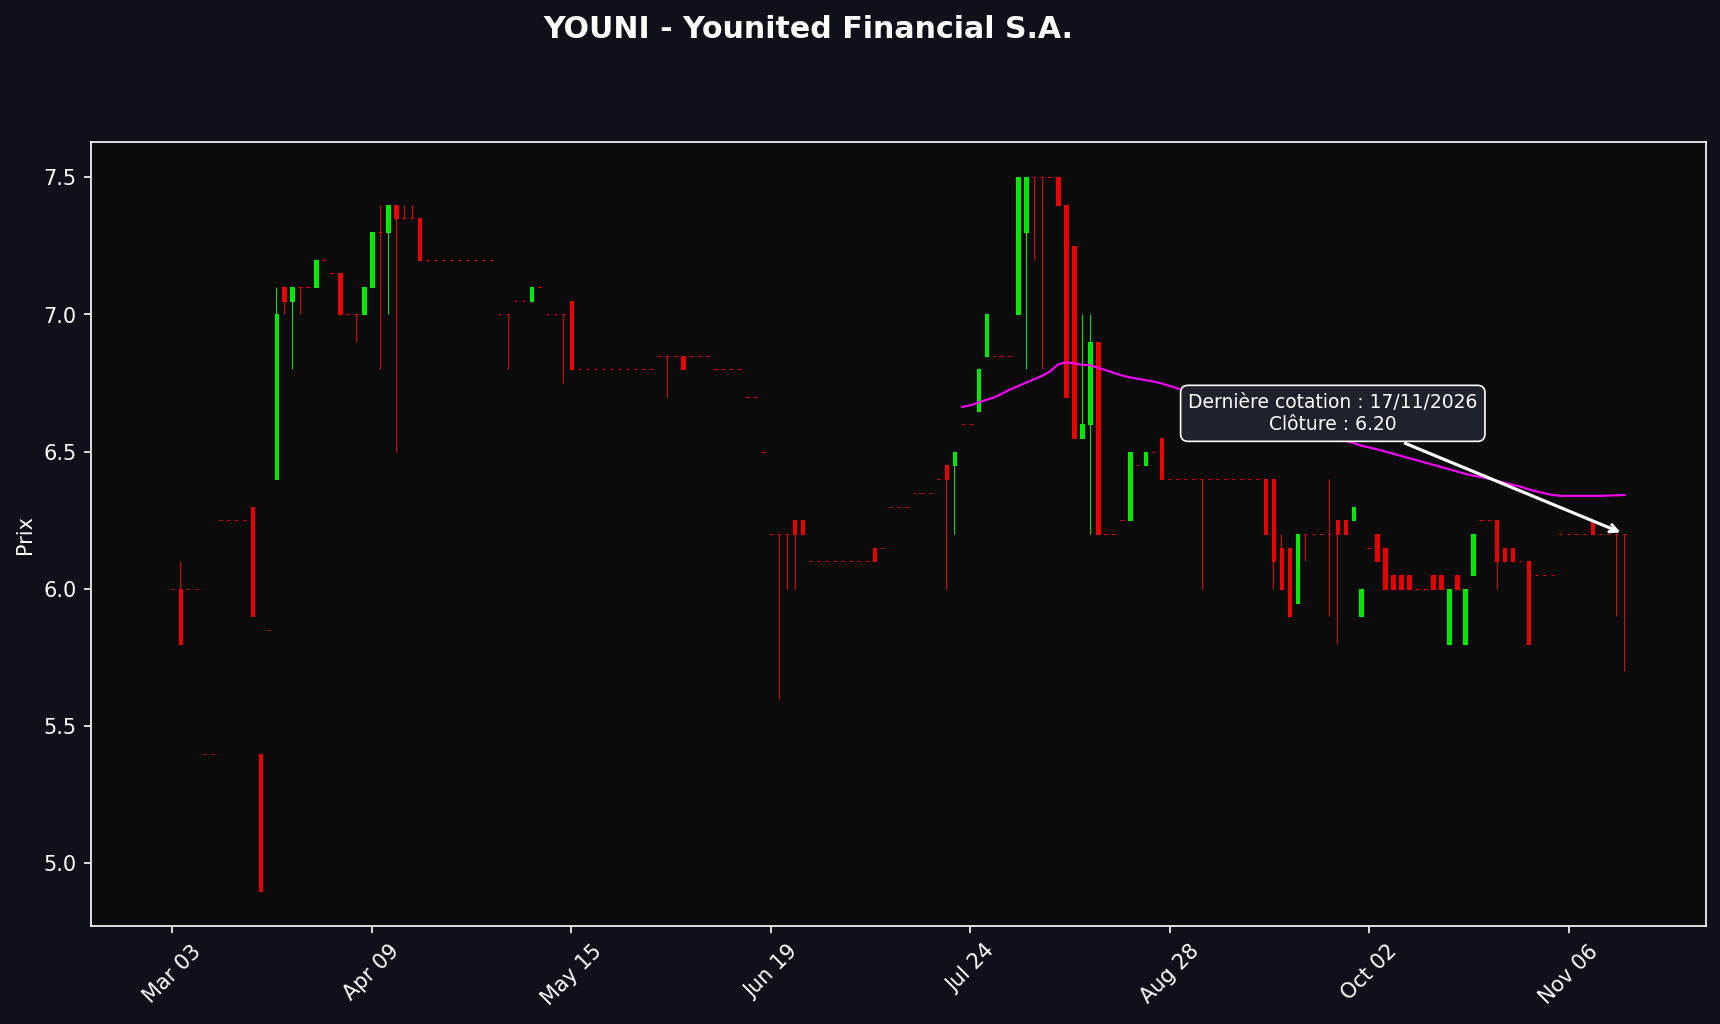 YOUNI - Younited Financial S.A.
Prix
7.5
7.0
6.5
6.0
5.5
5.0
Dernière cotation : 17/11/2026
Clôture : 6.20
Mar 03
Apr 09
May 15
Jun 19
Jul 24
Aug 28
Oct 02
Nov 06